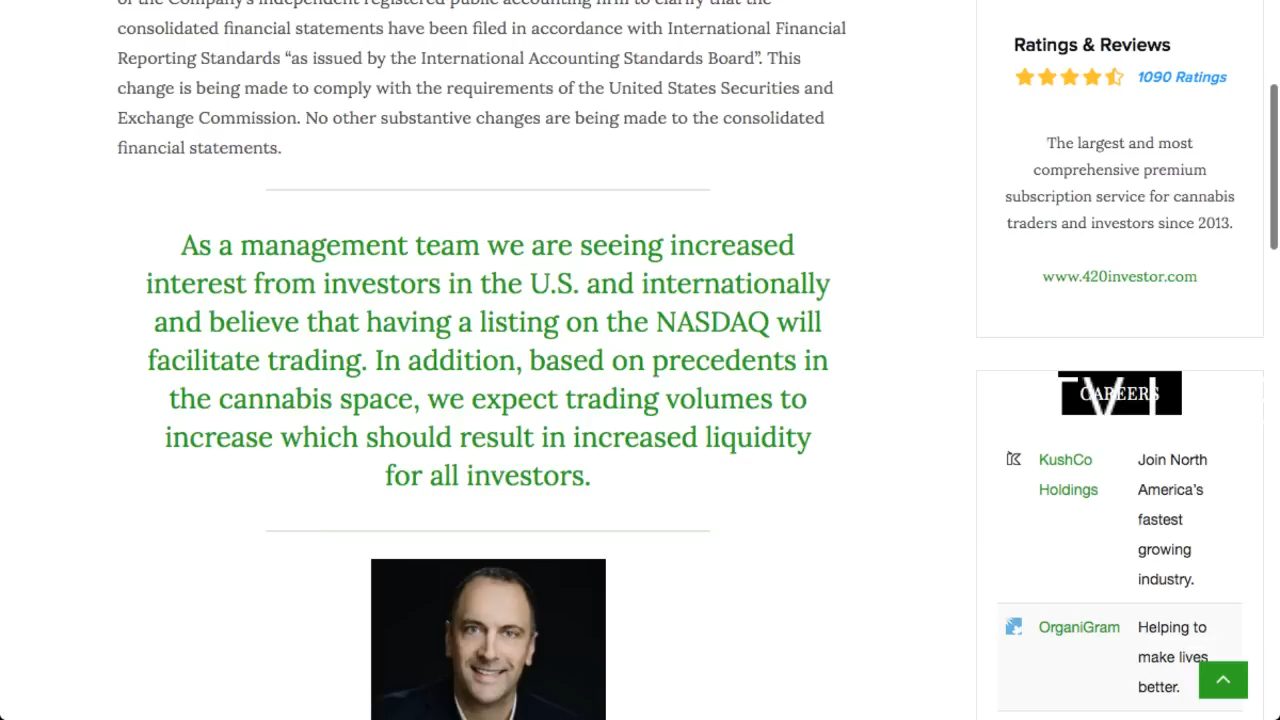 of the Company's independent registered public accounting firm to clarify that the
consolidated financial statements have been filed in accordance with International Financial
Reporting Standards “as issued by the International Accounting Standards Board”. This
change is being made to comply with the requirements of the United States Securities and
Exchange Commission. No other substantive changes are being made to the consolidated
financial statements.
As a management team we are seeing increased
interest from investors in the U.S. and internationally
and believe that having a listing on the NASDAQ will
facilitate trading. In addition, based on precedents in
the cannabis space, we expect trading volumes to
increase which should result in increased liquidity
for all investors.
Ratings & Reviews
1090 Ratings
The largest and most
comprehensive premium
subscription service for cannabis
traders and investors since 2013.
www.420investor.com
CAREERS
KushCo
Holdings
Join North
America's
fastest
growing
industry.
OrganiGram
Helping to
make lives
better.